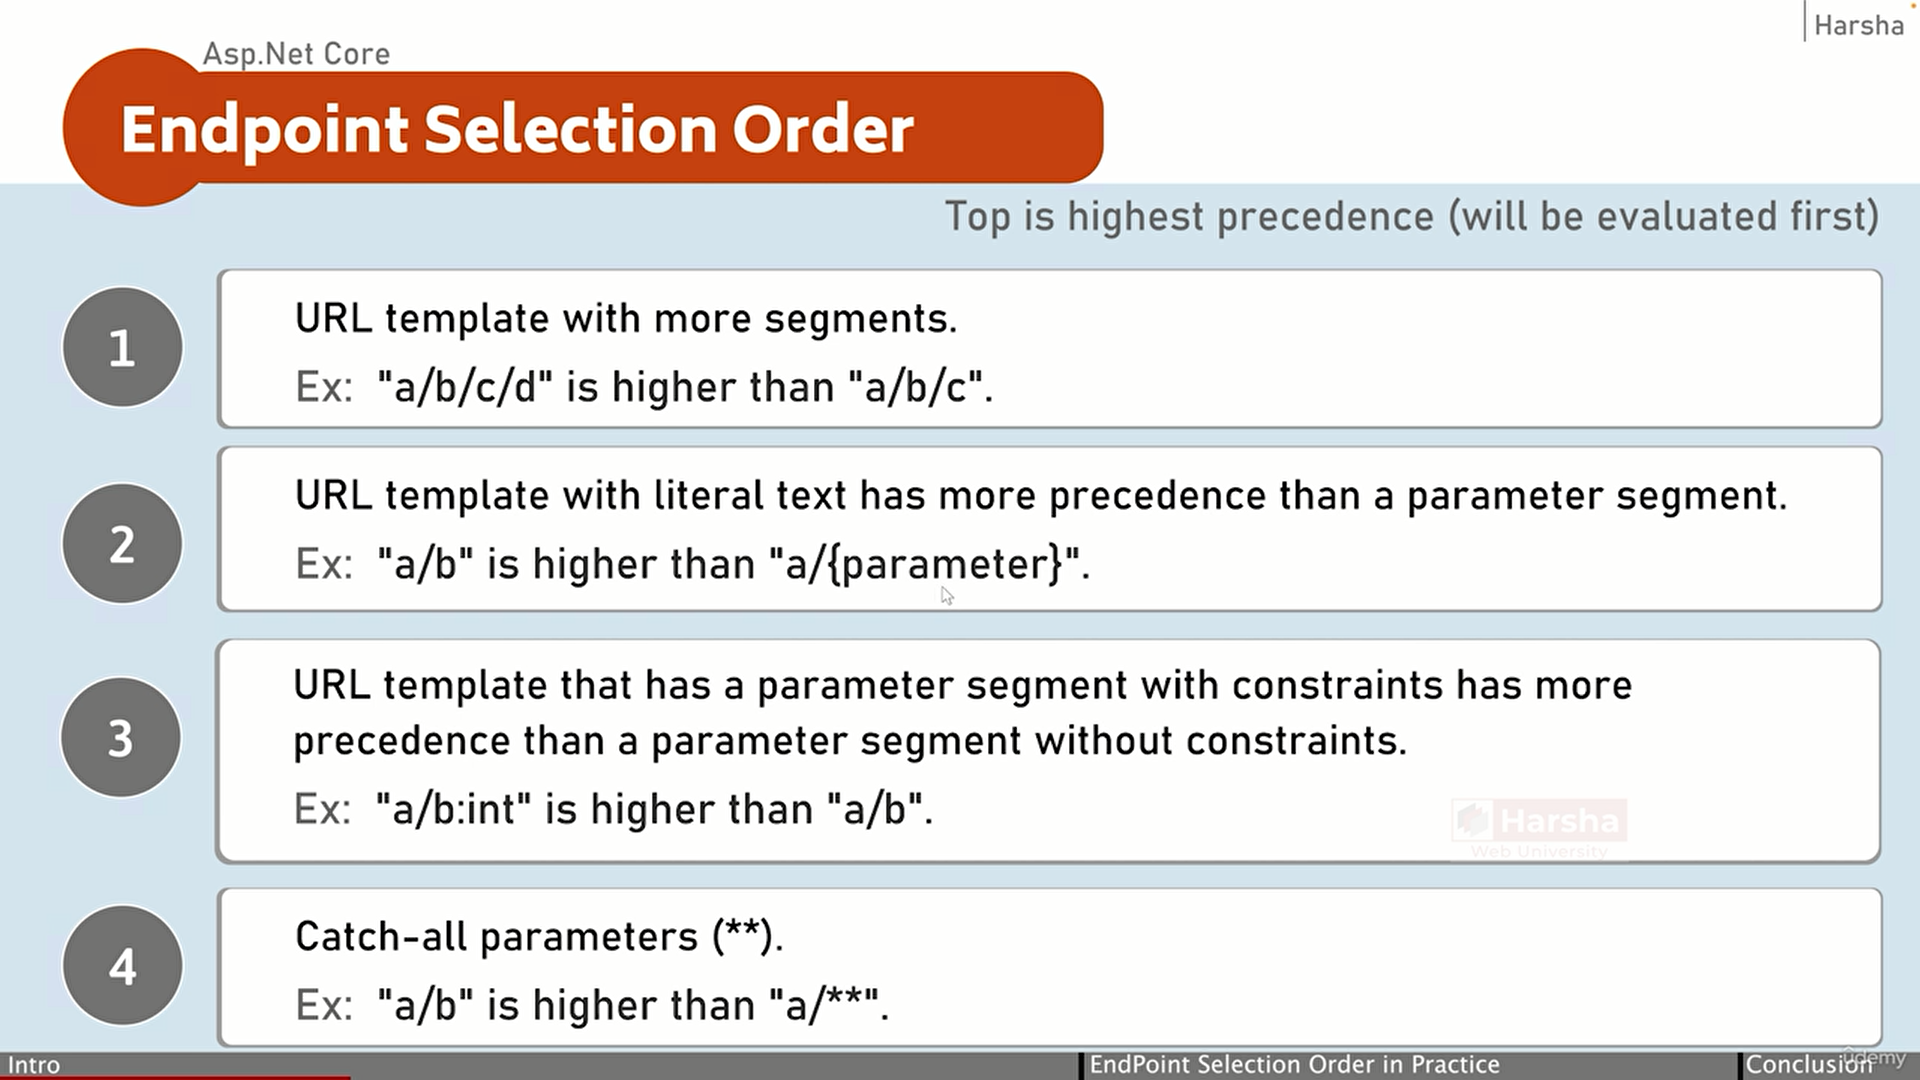 Harsha
Asp.Net Core
Endpoint Selection Order
Top is highest precedence (will be evaluated first)
1
URL template with more segments.
Ex: "a/b/c/d" is higher than "a/b/c".
2
URL template with literal text has more precedence than a parameter segment.
Ex: "a/b" is higher than "a/{parameter}".
3
URL template that has a parameter segment with constraints has more
precedence than a parameter segment without constraints.
Ex: "a/b:int" is higher than "a/b".
Harsha
Web University
4
Catch-all parameters (**).
Ex: "a/b" is higher than "a/**".
Intro
EndPoint Selection Order in Practice
Conclusion
ûdemy